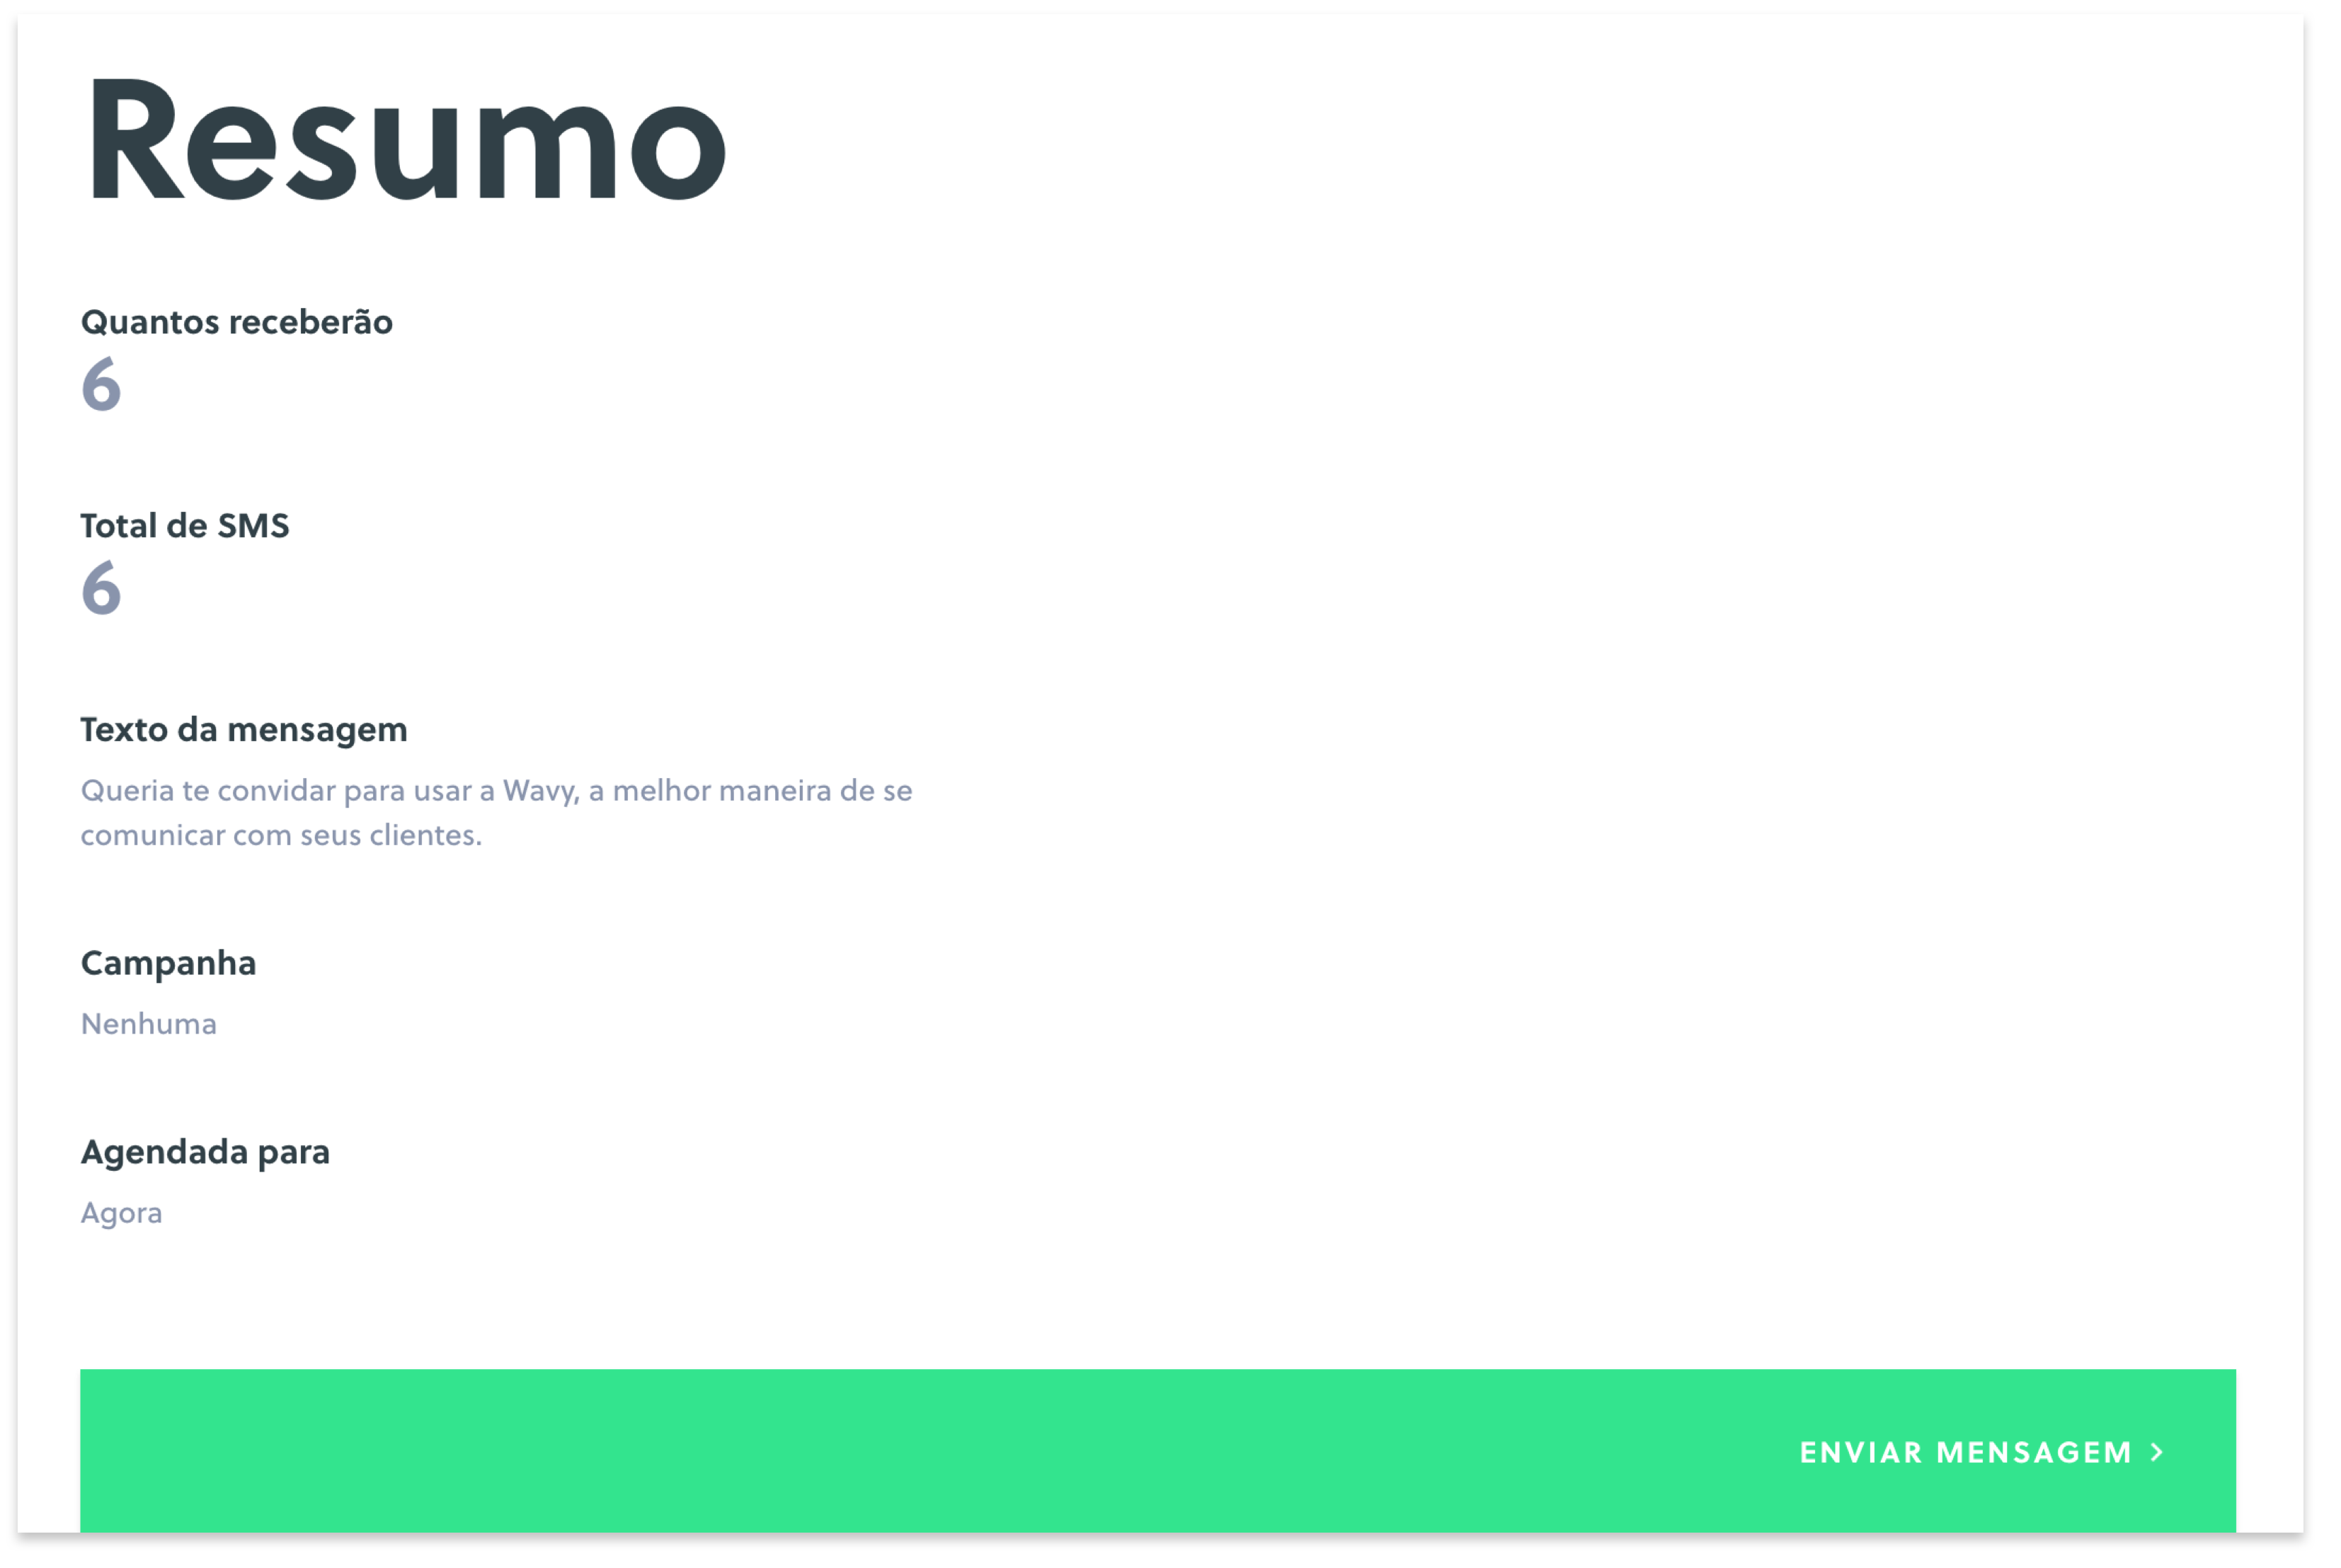 Resumo
Quantos receberão
6
Total de SMS
6
Texto da mensagem
Queria te convidar para usar a Wavy, a melhor maneira de se
comunicar com seus clientes.
Campanha
Nenhuma
Agendada para
Agora
ENVIAR MENSAGEM >